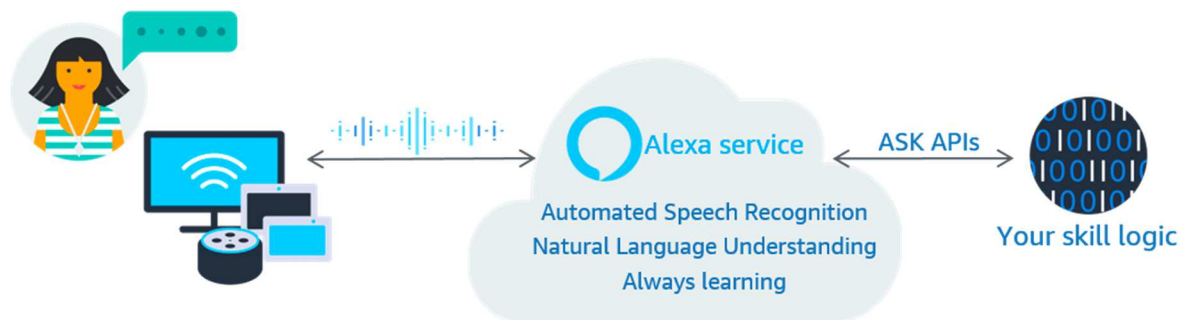 Alexa service
ASK APIs
Automated Speech Recognition
Natural Language Understanding
Always learning
Your skill logic